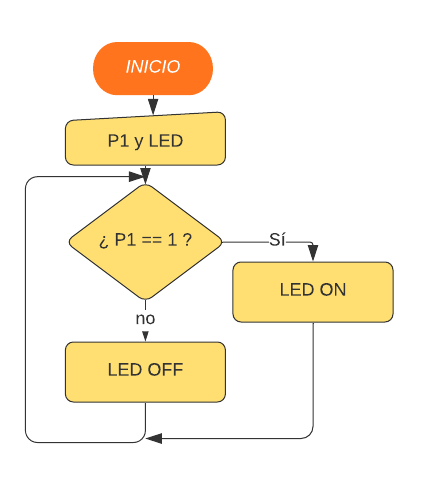 INICIO
P1 y LED
¿ P1 == 1 ?
Sí
LED ON
no
LED OFF